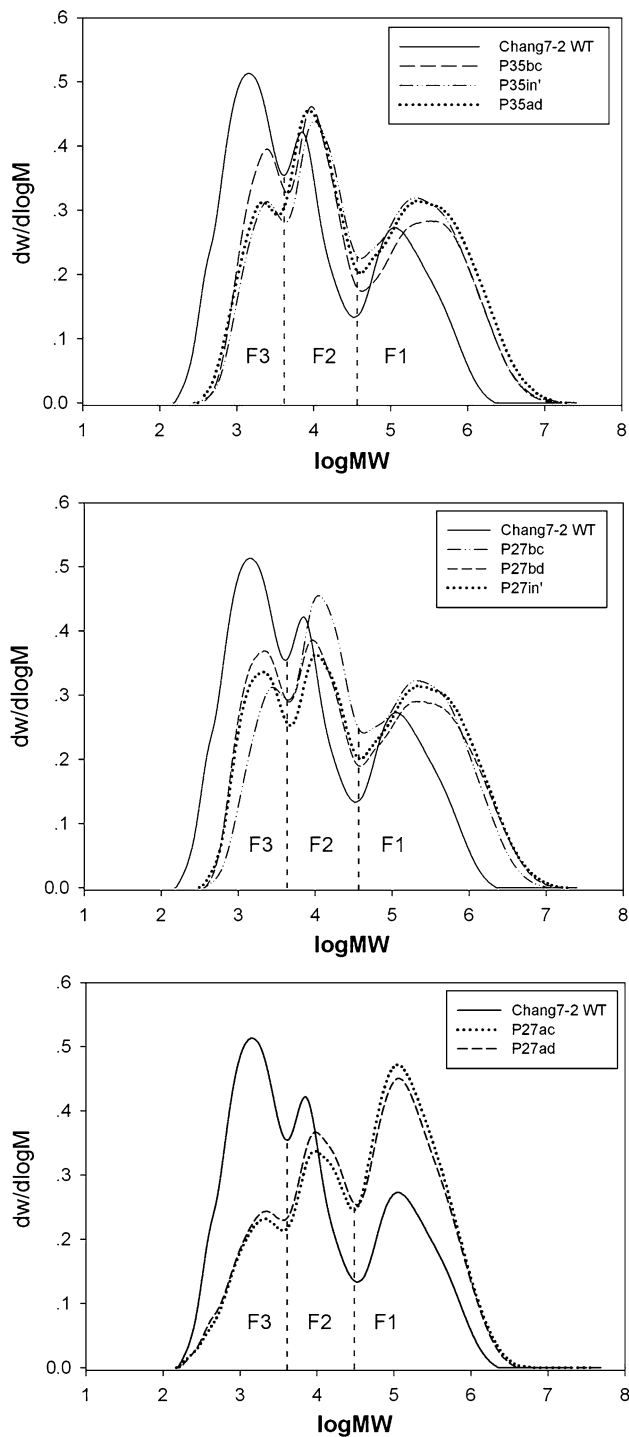 .6
.5
.4
.3
.2
.1
0.0
dw/dlogM
Chang7-2 WT
P35bc
P35in'
P35ad
F3 F2 F1
1 2 3 4 5 6 7 8
logMW
.6
.5
.4
.3
.2
.1
0.0
dw/dlogM
Chang7-2 WT
P27bc
P27bd
P27in'
F3 F2 F1
1 2 3 4 5 6 7 8
logMW
.6
.5
.4
.3
.2
.1
0.0
dw/dlogM
Chang7-2 WT
P27ac
P27ad
F3 F2 F1
1 2 3 4 5 6 7 8
logMW